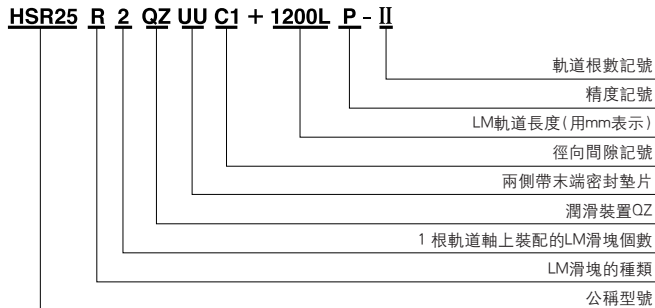 HSR25 R 2 QZ UU C1 + 1200L P - II
軌道根數記號
精度記號
LM軌道長度(用mm表示)
徑向間隙記號
兩側帶末端密封墊片
潤滑裝置QZ
1 根軌道軸上裝配的LM滑塊個數
LM滑塊的種類
公稱型號